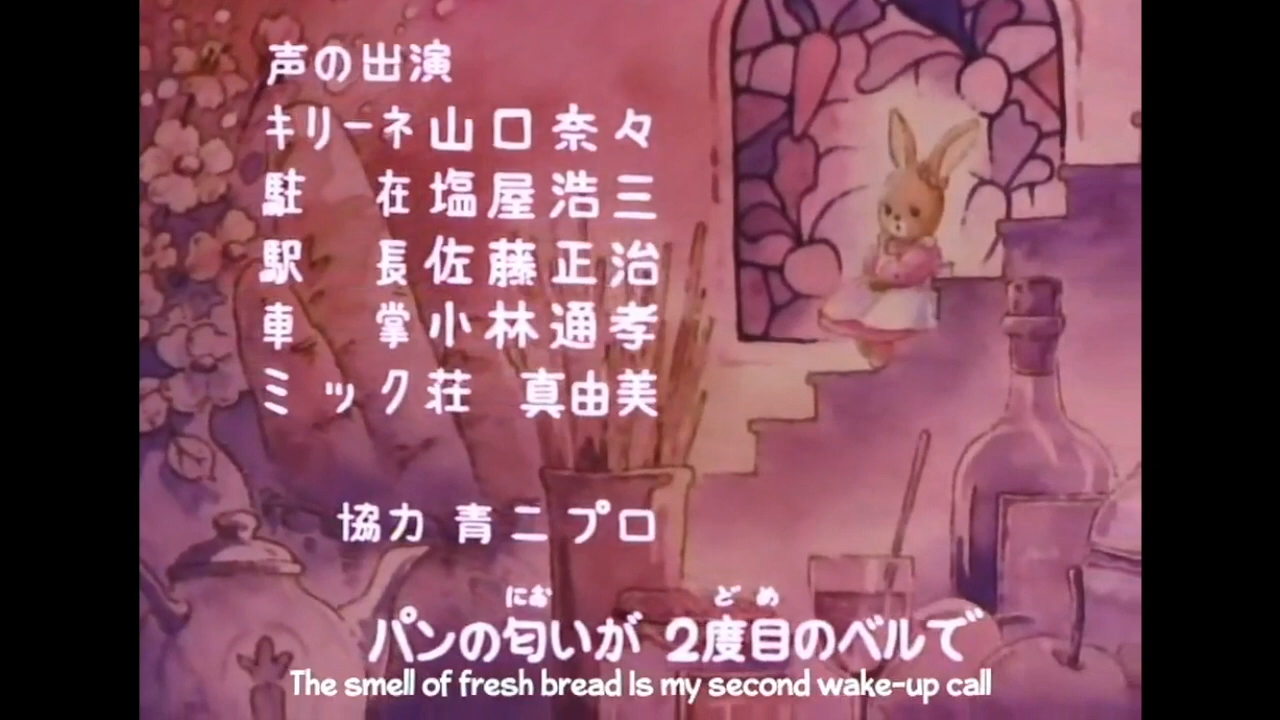 声の出演
キリーネ 山口奈々
駐在 塩屋浩三
駅長 佐藤正治
車掌 小林通孝
ミック 荘真由美
協力 青二プロ
にお どめ
パンの匂いが 2度目のベルで
The smell of fresh bread Is my second wake-up call